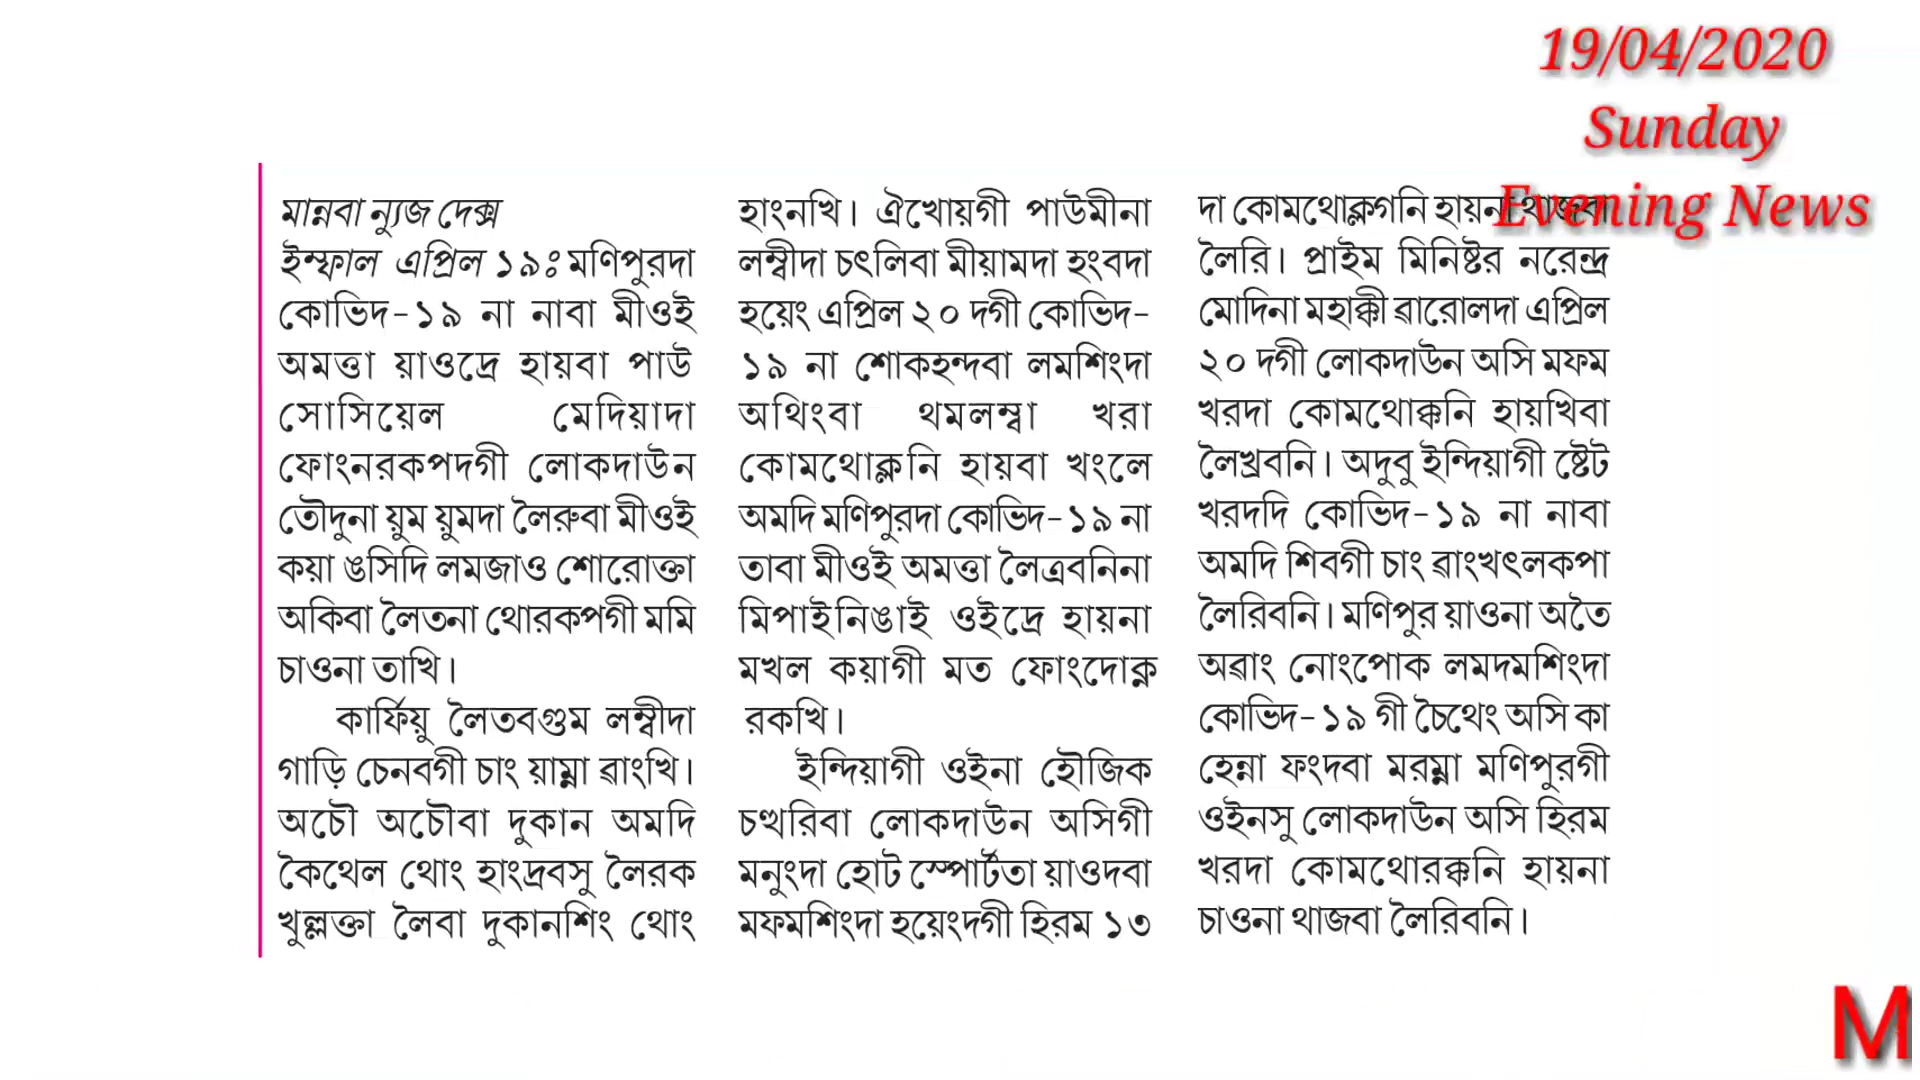 19/04/2020
Sunday
Evening News
মান্নবা ন্যুজ দেক্স
ইম্ফাল এপ্রিল ১৯ঃ মণিপুরদা
কোভিদ-১৯ না নাবা মীওই
অমত্তা য়াওদ্রে হায়বা পাউ
সোসিয়েল মেদিয়াদা
ফোংনরকপদগী লোকদাউন
তৌদুনা য়ুম য়ুমদা লৈরুবা মীওই
কয়া ঙসিদি লমজাও শোরোক্তা
অকিবা লৈতনা থোরকপগী মমি
চাওনা তাখি।
কার্ফিয়ু লৈতবগুম লম্বীদা
গাড়ি চেনবগী চাং য়াম্না ৱাংখি।
অচৌ অচৌবা দুকান অমদি
কৈথেল থোং হাংদ্রবসু লৈরক
খুল্লক্তা লৈবা দুকানশিং থোং
হাংনখি। ঐখোয়গী পাউমীনা
লম্বীদা চৎলিবা মীয়ামদা হংবদা
হয়েং এপ্রিল ২০ দগী কোভিদ-
১৯ না শোকহন্দবা লমশিংদা
অথিংবা থমলম্বা খরা
কোমথোক্লনি হায়বা খংলে
অমদি মণিপুরদা কোভিদ-১৯ না
তাবা মীওই অমত্তা লৈত্রবনিনা
মিপাইনিঙাই ওইদ্রে হায়না
মখল কয়াগী মত ফোংদোক্ল
রকখি।
ইন্দিয়াগী ওইনা হৌজিক
চত্থরিবা লোকদাউন অসিগী
মনুংদা হোট স্পোর্টতা য়াওদবা
মফমশিংদা হয়েংদগী হিরম ১৩
দা কোমথোক্লগনি হায়না থাজবা
লৈরি। প্রাইম মিনিষ্টর নরেন্দ্র
মোদিনা মহাক্কী ৱারোলদা এপ্রিল
২০ দগী লোকদাউন অসি মফম
খরদা কোমথোক্কনি হায়খিবা
লৈখ্রবনি। অদুবু ইন্দিয়াগী ষ্টেট
খরদদি কোভিদ-১৯ না নাবা
অমদি শিবগী চাং ৱাংখৎলকপা
লৈরিবনি। মণিপুর য়াওনা অতৈ
অৱাং নোংপোক লমদমশিংদা
কোভিদ-১৯ গী চৈথেং অসি কা
হেন্না ফংদবা মরম্না মণিপুরগী
ওইনসু লোকদাউন অসি হিরম
খরদা কোমথোরক্কনি হায়না
চাওনা থাজবা লৈরিবনি।
M